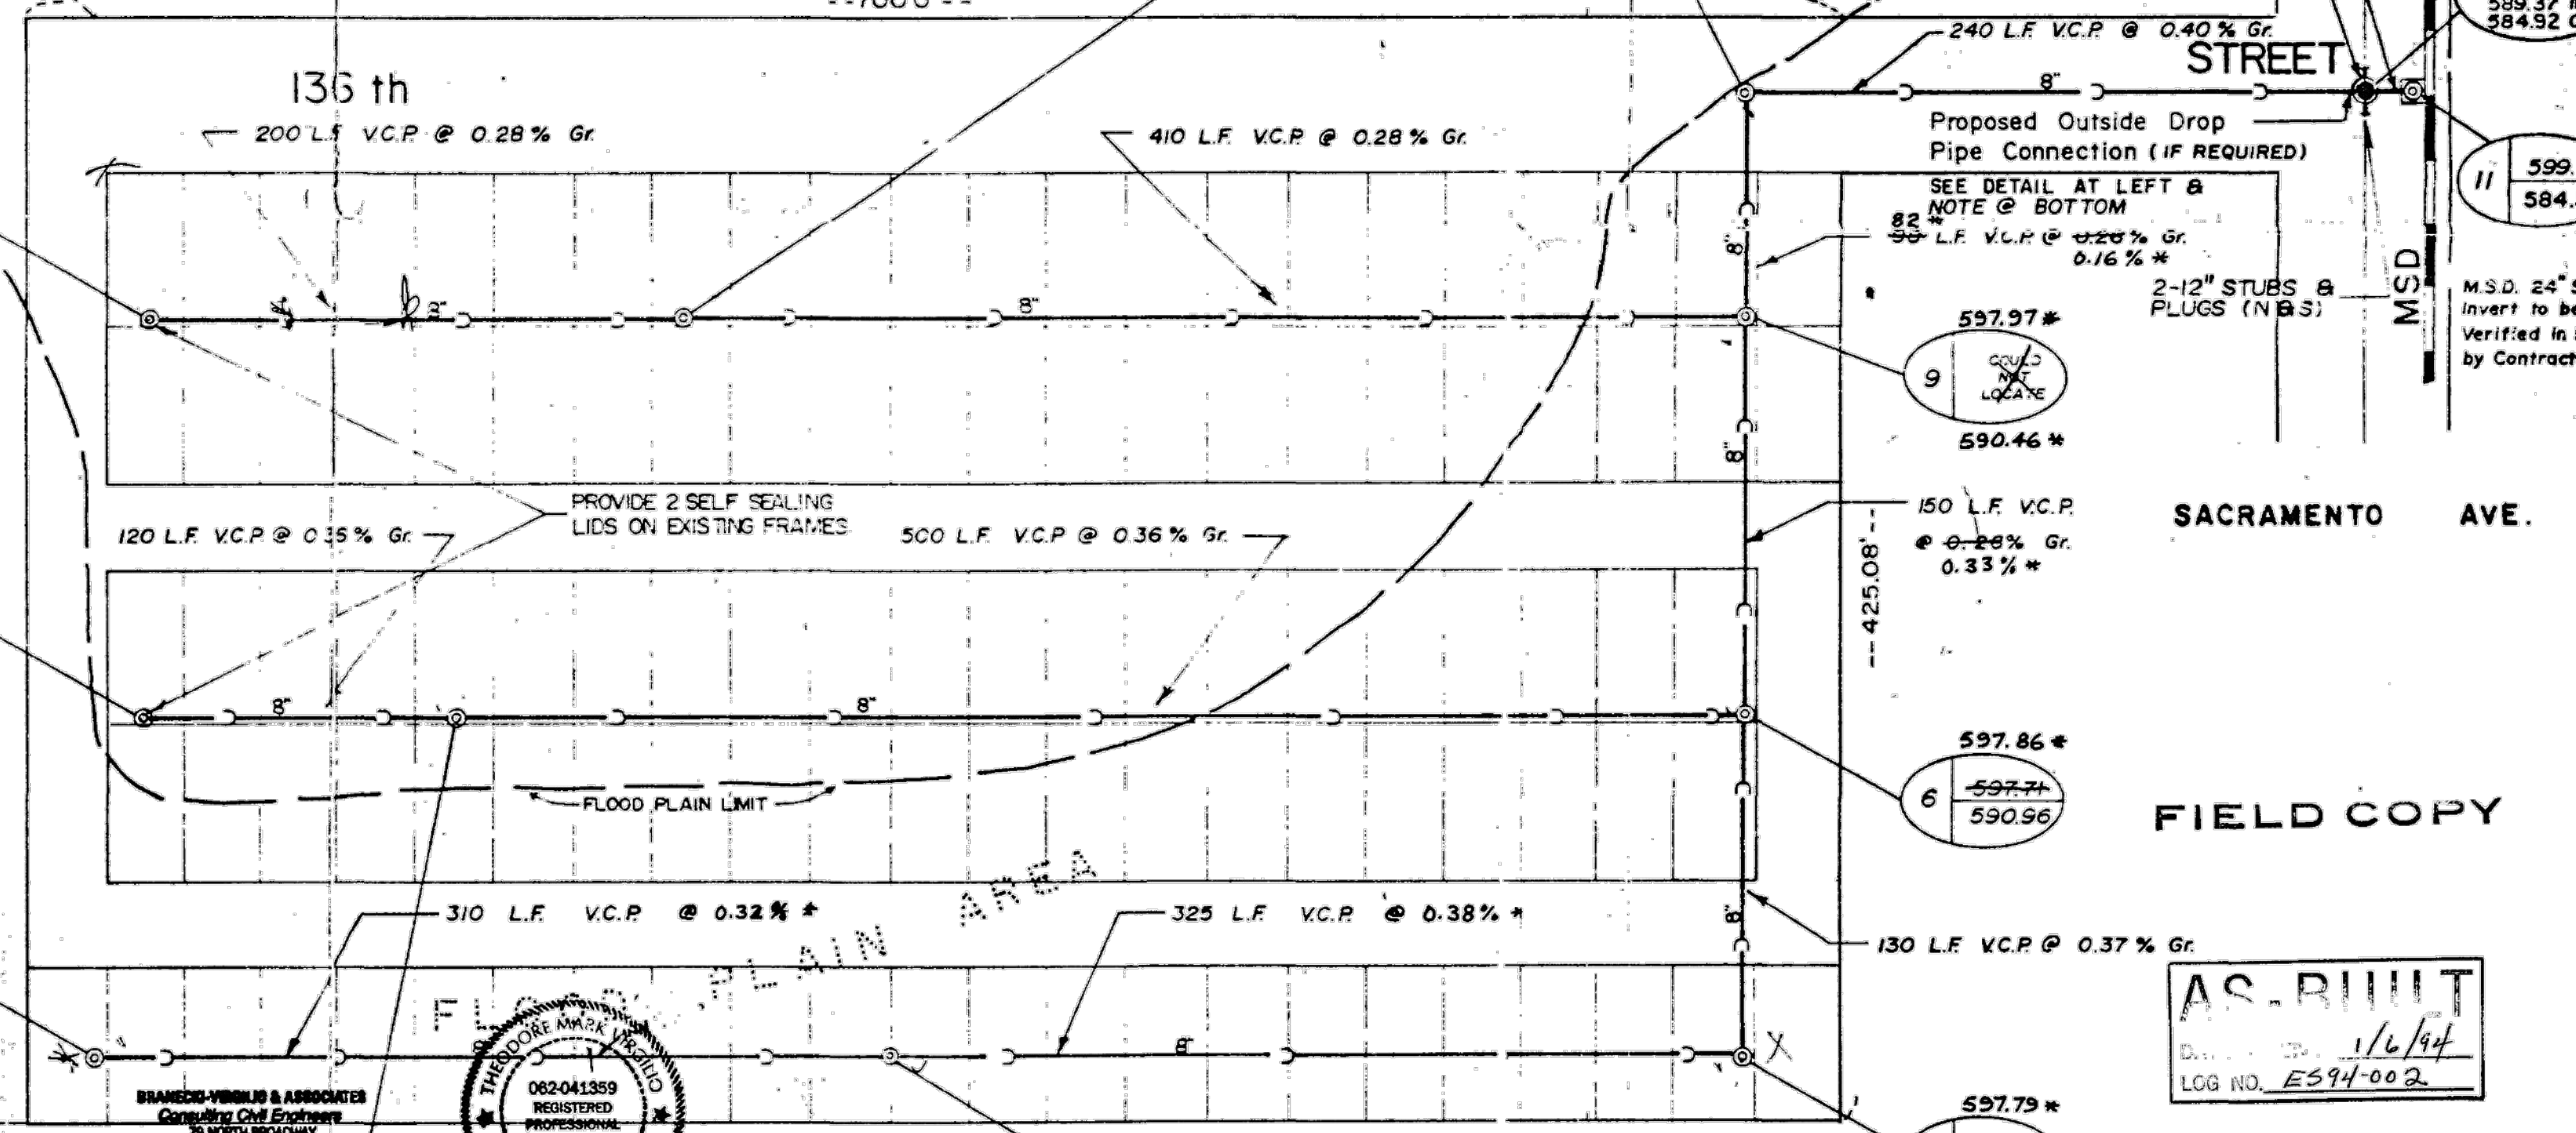 589.37
584.92
240 L.F. V.C.P. @ 0.40 % Gr.
STREET
8"
136 th
200 L.F. V.C.P. @ 0.28 % Gr.
410 L.F. V.C.P. @ 0.28 % Gr.
Proposed Outside Drop
Pipe Connection (IF REQUIRED)
SEE DETAIL AT LEFT &
NOTE @ BOTTOM
82 *
90 L.F. V.C.P. @ 0.28 % Gr.
0.16 % *
11
599.
584.
8"
2-12" STUBS &
PLUGS (N & S)
MSD
M.S.D. 24"
Invert to be
Verified in
by Contract
8"
8"
597.97 *
9
COULD
NOT
LOCATE
590.46 *
8"
PROVIDE 2 SELF SEALING
LIDS ON EXISTING FRAMES.
120 L.F. V.C.P. @ 0.35 % Gr.
500 L.F. V.C.P @ 0.36 % Gr.
150 L.F. V.C.P.
@ 0.28% Gr.
0.33 % *
--425.08'--
SACRAMENTO AVE.
8"
8"
597.86 *
6
597.71
590.96
FLOOD PLAIN LIMIT
FIELD COPY
FLOOD PLAIN AREA
310 L.F. V.C.P. @ 0.32 % *
325 L.F. V.C.P. @ 0.38% *
8"
130 L.F. V.C.P. @ 0.37 % Gr.
AS-BUILT
1/6/94
LOG NO. ES94-002
8"
X
THEODORE MARK VIRGILIO
062-041359
REGISTERED
PROFESSIONAL
BRANECKI-VIRGILIO & ASSOCIATES
Consulting Civil Engineers
79 NORTH BROADWAY
597.79 *